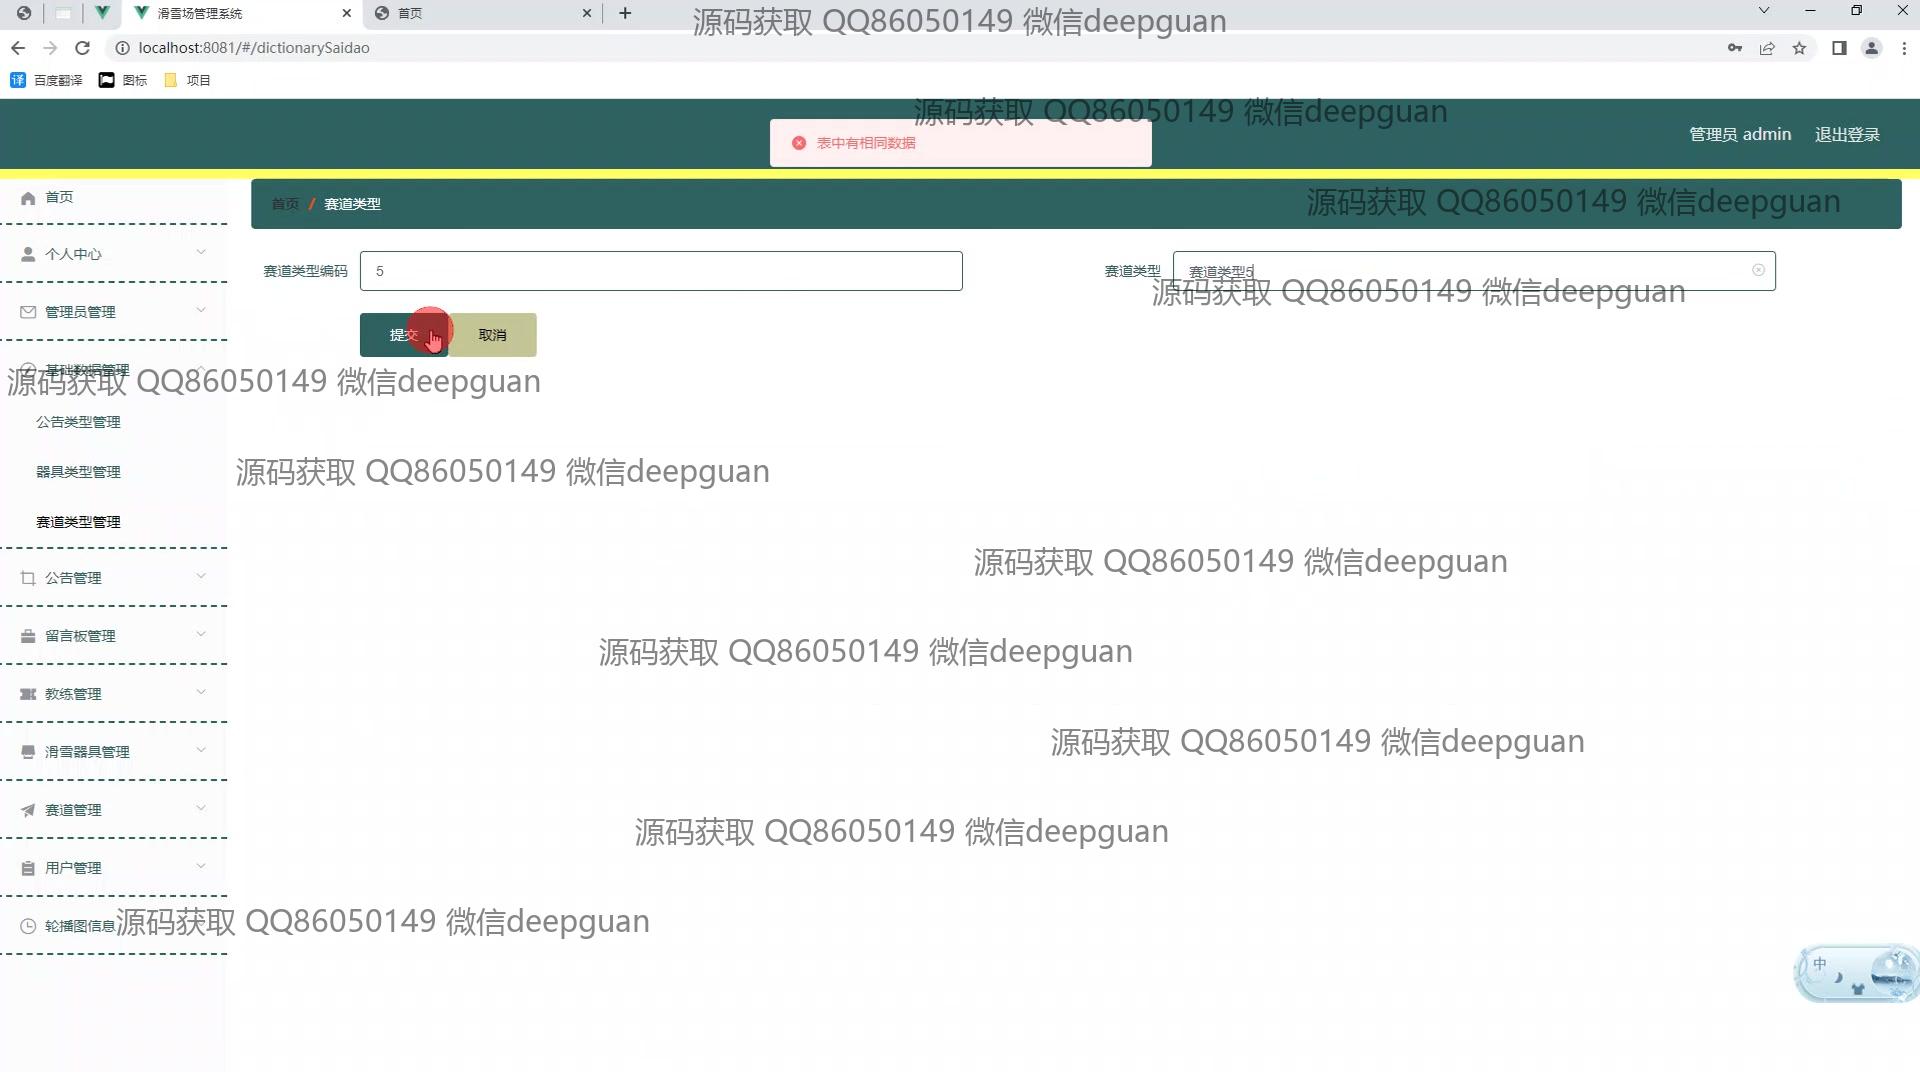 滑雪场管理系统
首页
源码获取 QQ86050149 微信deepguan
localhost:8081/#/dictionarySaidao
百度翻译
图标
项目
源码获取 QQ86050149 微信deepguan
表中有相同数据
管理员 admin
退出登录
首页
首页 / 赛道类型
源码获取 QQ86050149 微信deepguan
个人中心
赛道类型编码
5
赛道类型
赛道类型5
源码获取 QQ86050149 微信deepguan
管理员管理
提交
取消
基础数据管理
源码获取 QQ86050149 微信deepguan
公告类型管理
器具类型管理
源码获取 QQ86050149 微信deepguan
赛道类型管理
源码获取 QQ86050149 微信deepguan
公告管理
留言板管理
源码获取 QQ86050149 微信deepguan
教练管理
滑雪器具管理
源码获取 QQ86050149 微信deepguan
赛道管理
源码获取 QQ86050149 微信deepguan
用户管理
轮播图信息
源码获取 QQ86050149 微信deepguan
中